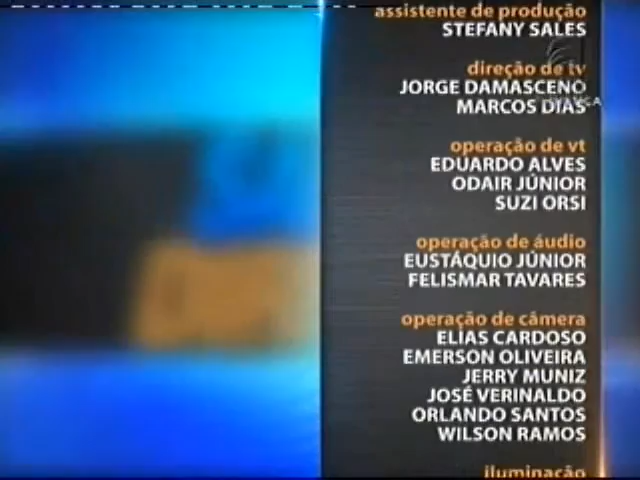 assistente de produção
STEFANY SALES
direção de tv
JORGE DAMASCENO
MARCOS DIAS
operação de vt
EDUARDO ALVES
ODAIR JÚNIOR
SUZI ORSI
operação de áudio
EUSTÁQUIO JÚNIOR
FELISMAR TAVARES
operação de câmera
ELIAS CARDOSO
EMERSON OLIVEIRA
JERRY MUNIZ
JOSÉ VERINALDO
ORLANDO SANTOS
WILSON RAMOS
iluminação